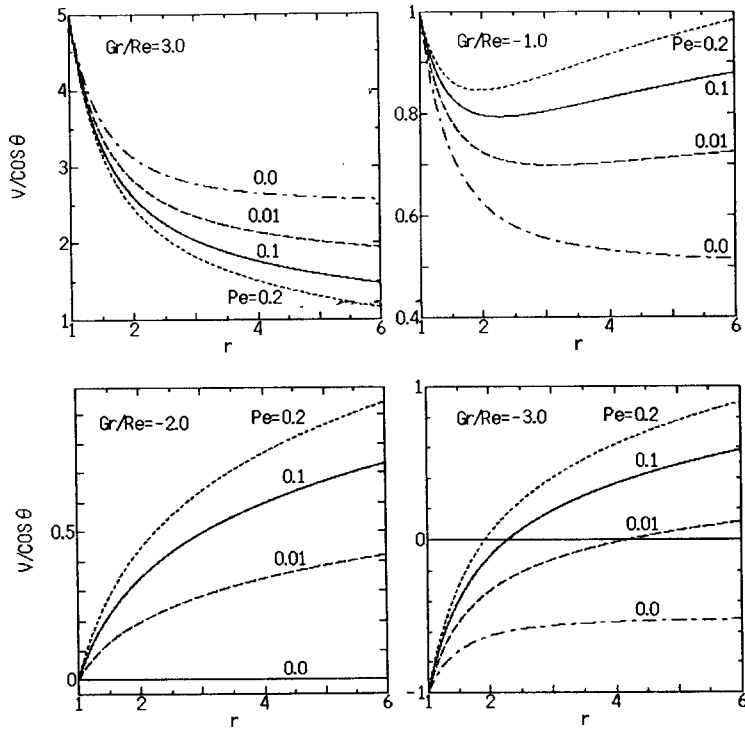 5
Gr/Re=3.0
4
V/COS θ
3
0.0
2
0.01
0.1
Pe=0.2
1
1 2 4 6
r
1
Gr/Re=-1.0
Pe=0.2
0.1
0.8
0.01
0.6
0.0
0.4
1 2 4 6
r
Gr/Re=-2.0
Pe=0.2
0.1
V/COS θ
0.5
0.01
0.0
0
1 2 4 6
r
1
Gr/Re=-3.0
Pe=0.2
0.1
0.01
0
0.0
-1
1 2 4 6
r